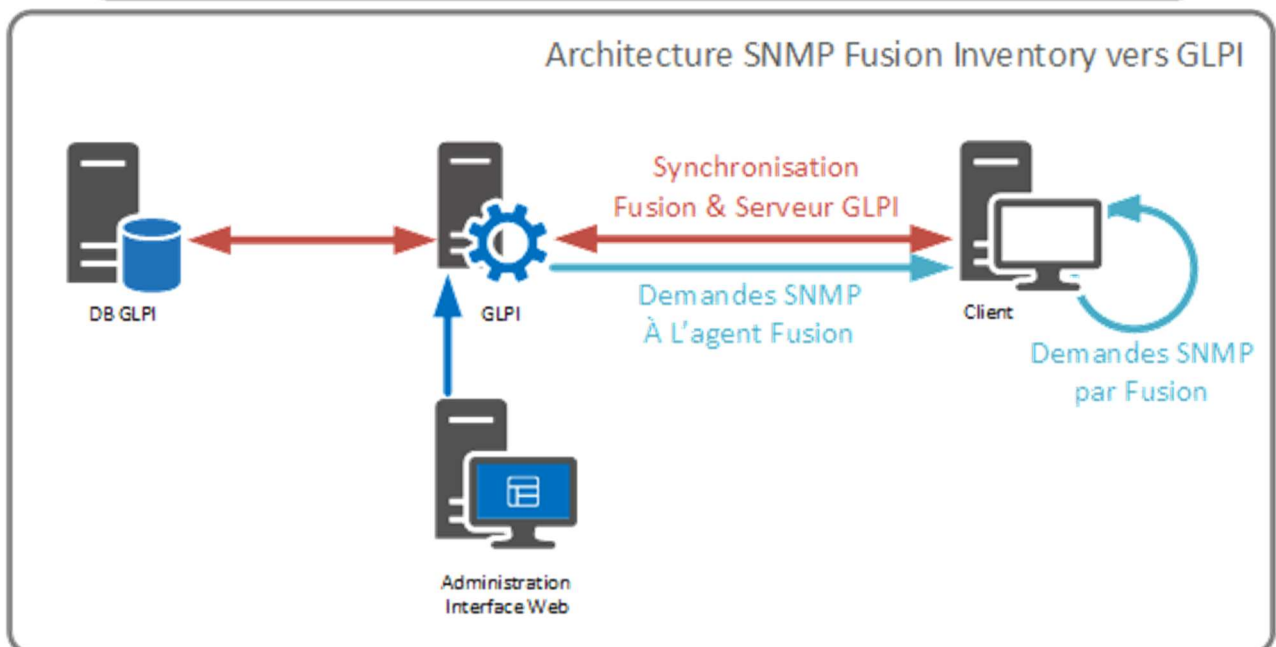 Architecture SNMP Fusion Inventory vers GLPI
Synchronisation
Fusion & Serveur GLPI
DB GLPI
GLPI
Demandes SNMP
À L'agent Fusion
Client
Demandes SNMP
par Fusion
Administration
Interface Web